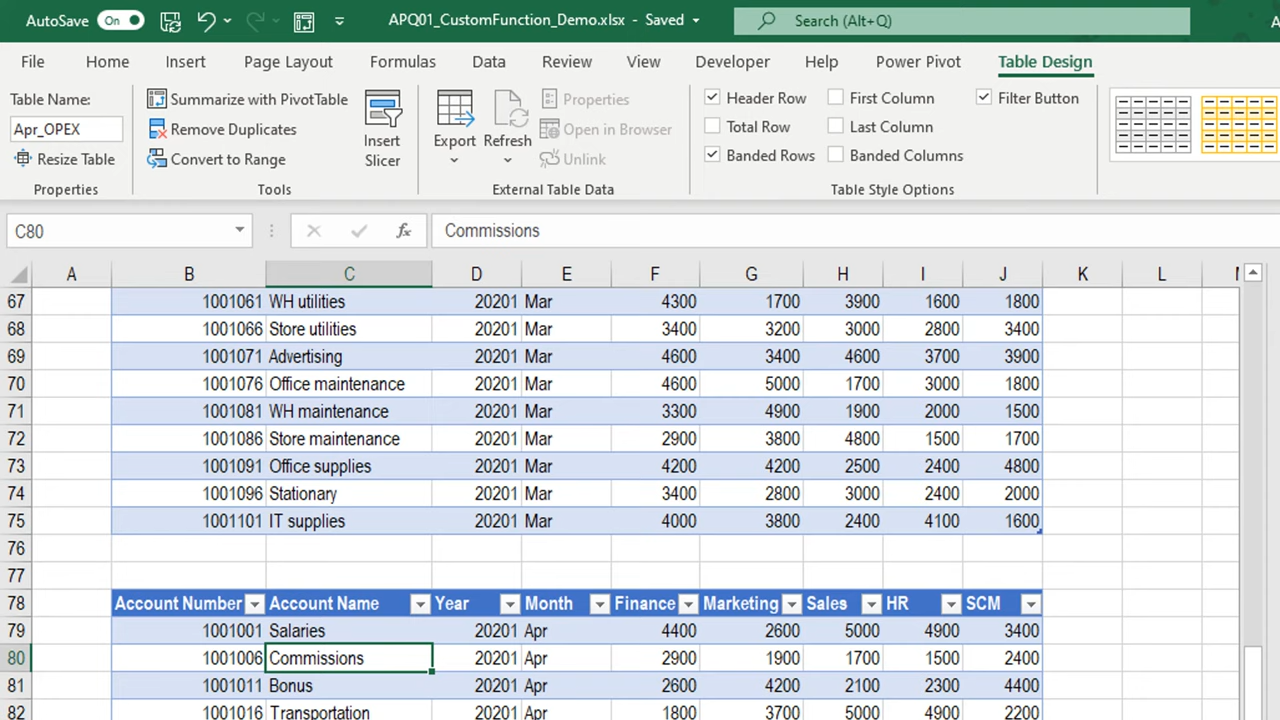 AutoSave On APQ01_CustomFunction_Demo.xlsx - Saved Search (Alt+Q)
File Home Insert Page Layout Formulas Data Review View Developer Help Power Pivot Table Design
Table Name: Summarize with PivotTable Properties Header Row First Column Filter Button
Apr_OPEX Remove Duplicates Insert Slicer Export Refresh Open in Browser Total Row Last Column
Resize Table Convert to Range Unlink Banded Rows Banded Columns
Properties Tools External Table Data Table Style Options
C80 fx Commissions
A B C D E F G H I J K L
67 1001061 WH utilities 20201 Mar 4300 1700 3900 1600 1800
68 1001066 Store utilities 20201 Mar 3400 3200 3000 2800 3400
69 1001071 Advertising 20201 Mar 4600 3400 4600 3700 3900
70 1001076 Office maintenance 20201 Mar 4600 5000 1700 3000 1800
71 1001081 WH maintenance 20201 Mar 3300 4900 1900 2000 1500
72 1001086 Store maintenance 20201 Mar 2900 3800 4800 1500 1700
73 1001091 Office supplies 20201 Mar 4200 4200 2500 2400 4800
74 1001096 Stationary 20201 Mar 3400 2800 3000 2400 2000
75 1001101 IT supplies 20201 Mar 4000 3800 2400 4100 1600
76
77
78 Account Number Account Name Year Month Finance Marketing Sales HR SCM
79 1001001 Salaries 20201 Apr 4400 2600 5000 4900 3400
80 1001006 Commissions 20201 Apr 2900 1900 1700 1500 2400
81 1001011 Bonus 20201 Apr 2600 4200 2100 2300 4400
82 1001016 Transportation 20201 Apr 1800 3700 5000 4900 2200